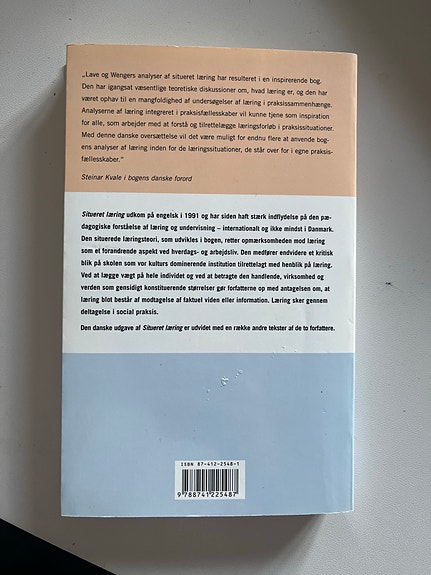 „Lave og Wengers analyser af situeret læring har resulteret i en inspirerende bog.
Den har igangsat væsentlige teoretiske diskussioner om, hvad læring er, og den har
været ophav til en mangfoldighed af undersøgelser af læring i praksissammenhænge.
Analyserne af læring integreret i praksisfællesskaber vil kunne tjene som inspiration
for alle, som arbejder med at forstå og tilrettelægge læringsforløb i praksissituationer.
Med denne danske oversættelse vil det være muligt for endnu flere at anvende bog-
ens analyser af læring inden for de læringssituationer, de står over for i egne praksis-
fællesskaber.“
Steinar Kvale i bogens danske forord
Situeret læring udkom på engelsk i 1991 og har siden haft stærk indflydelse på den pæ-
dagogiske forståelse af læring og undervisning – internationalt og ikke mindst i Danmark.
Den situerede læringsteori, som udvikles i bogen, retter opmærksomheden mod læring
som et forandrende aspekt ved hverdags- og arbejdsliv. Den medfører endvidere et kritisk
blik på skolen som vor kulturs dominerende institution tilrettelagt med henblik på læring.
Ved at lægge vægt på hele individet og ved at betragte den handlende, virksomhed og
verden som gensidigt konstituerende størrelser gør forfatterne op med antagelsen om, at
læring blot består af modtagelse af faktuel viden eller information. Læring sker gennem
deltagelse i social praksis.
Den danske udgave af Situeret læring er udvidet med en række andre tekster af de to forfattere.
ISBN 87-412-2548-1
9 788741 225487